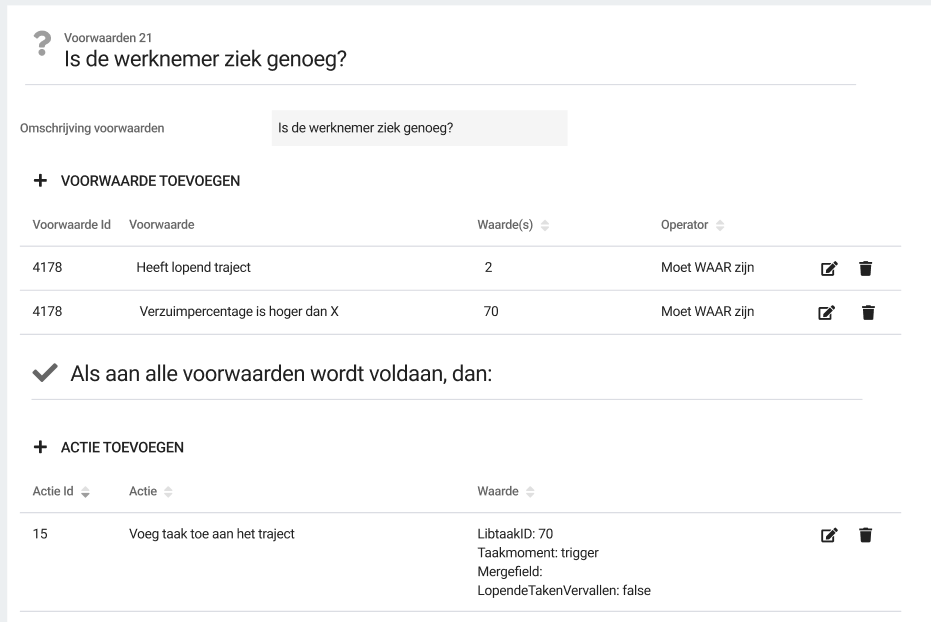 Voorwaarden 21
Is de werknemer ziek genoeg?
Omschrijving voorwaarden Is de werknemer ziek genoeg?
+ VOORWAARDE TOEVOEGEN
Voorwaarde Id Voorwaarde Waarde(s) Operator
4178 Heeft lopend traject 2 Moet WAAR zijn
4178 Verzuimpercentage is hoger dan X 70 Moet WAAR zijn
Als aan alle voorwaarden wordt voldaan, dan:
+ ACTIE TOEVOEGEN
Actie Id Actie Waarde
15 Voeg taak toe aan het traject LibtaakID: 70
Taakmoment: trigger
Mergefield:
LopendeTakenVervallen: false